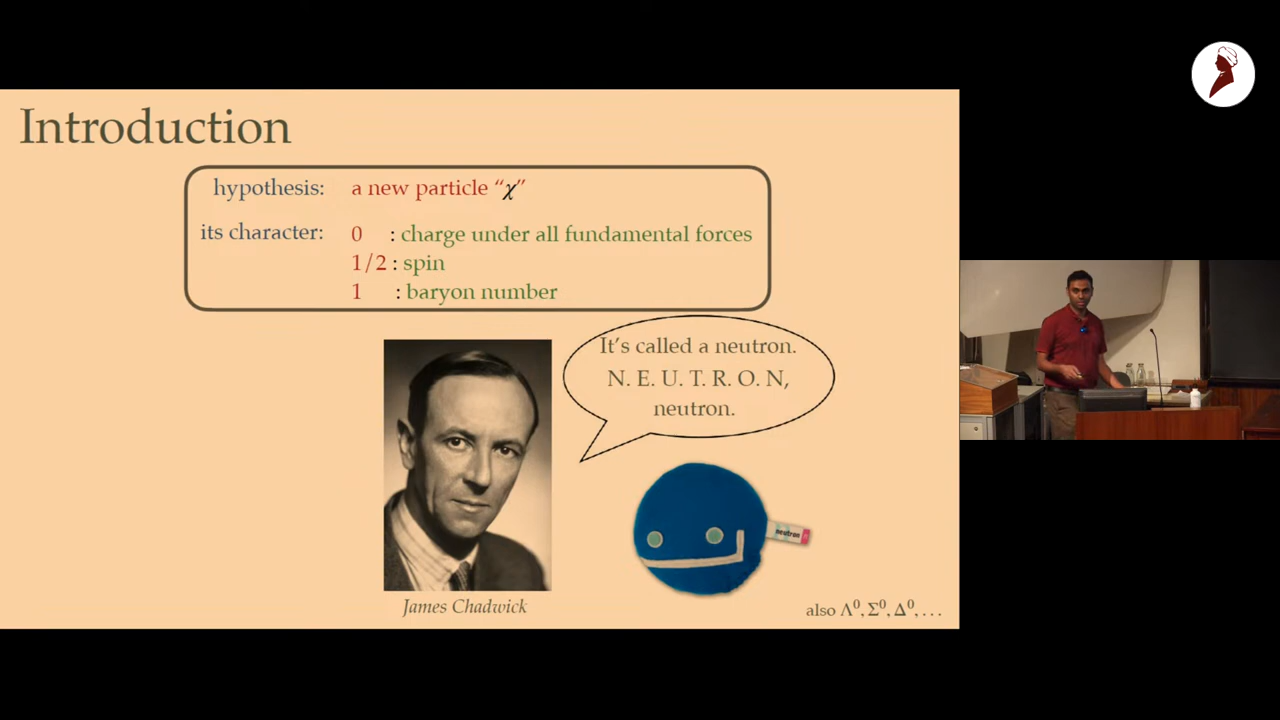 Introduction
hypothesis: a new particle “χ”
its character: 0 : charge under all fundamental forces
1/2 : spin
1 : baryon number
It’s called a neutron.
N. E. U. T. R. O. N,
neutron.
neutron
James Chadwick
also Λ⁰, Σ⁰, Δ⁰, . . .